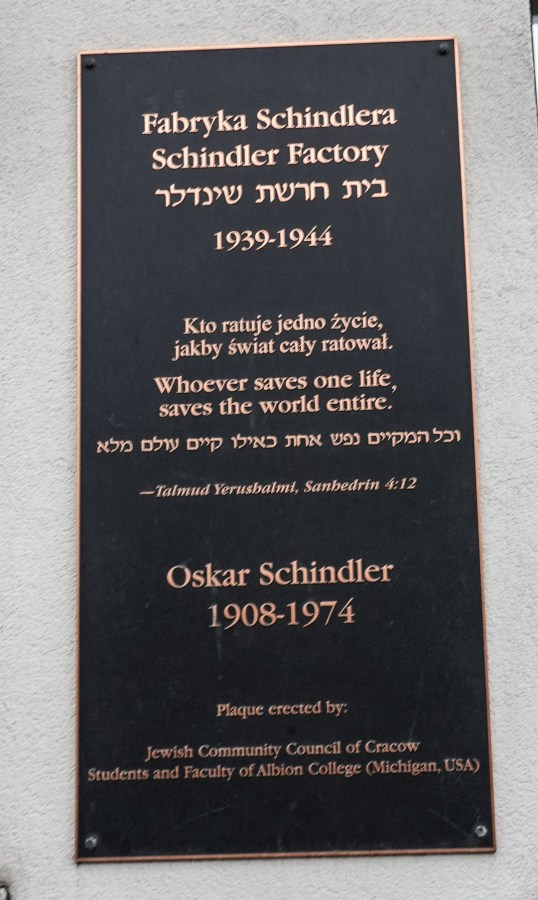 Fabryka Schindlera
Schindler Factory
בית חרשת שינדלר
1939-1944
Kto ratuje jedno życie,
jakby świat cały ratował.
Whoever saves one life,
saves the world entire.
וכל המקיים נפש אחת כאילו קיים עולם מלא
—Talmud Yerushalmi, Sanhedrin 4:12
Oskar Schindler
1908-1974
Plaque erected by:
Jewish Community Council of Cracow
Students and Faculty of Albion College (Michigan, USA)